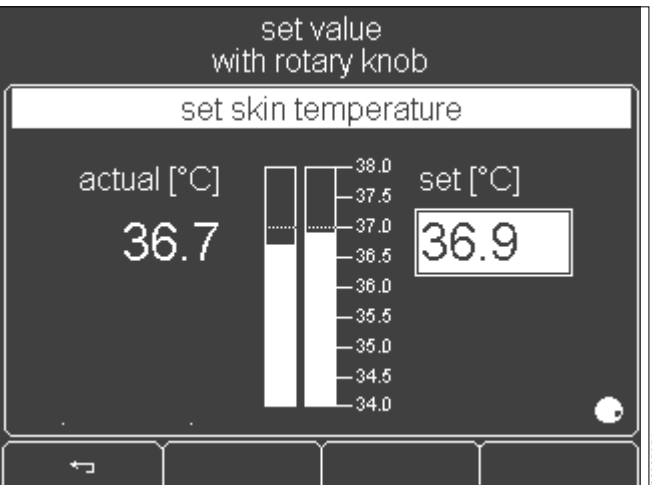 set value
with rotary knob
set skin temperature
actual [°C]
36.7
38.0
37.5
37.0
36.5
36.0
35.5
35.0
34.5
34.0
set [°C]
36.9